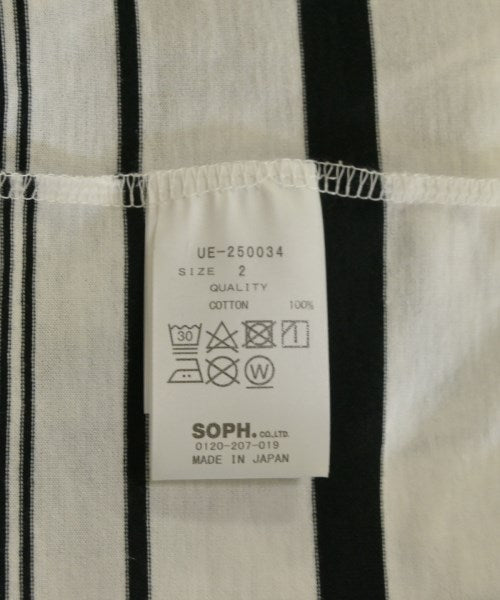 UE-250034
SIZE 2
QUALITY
COTTON 100%
30
W
SOPH. CO.,LTD.
0120-207-019
MADE IN JAPAN